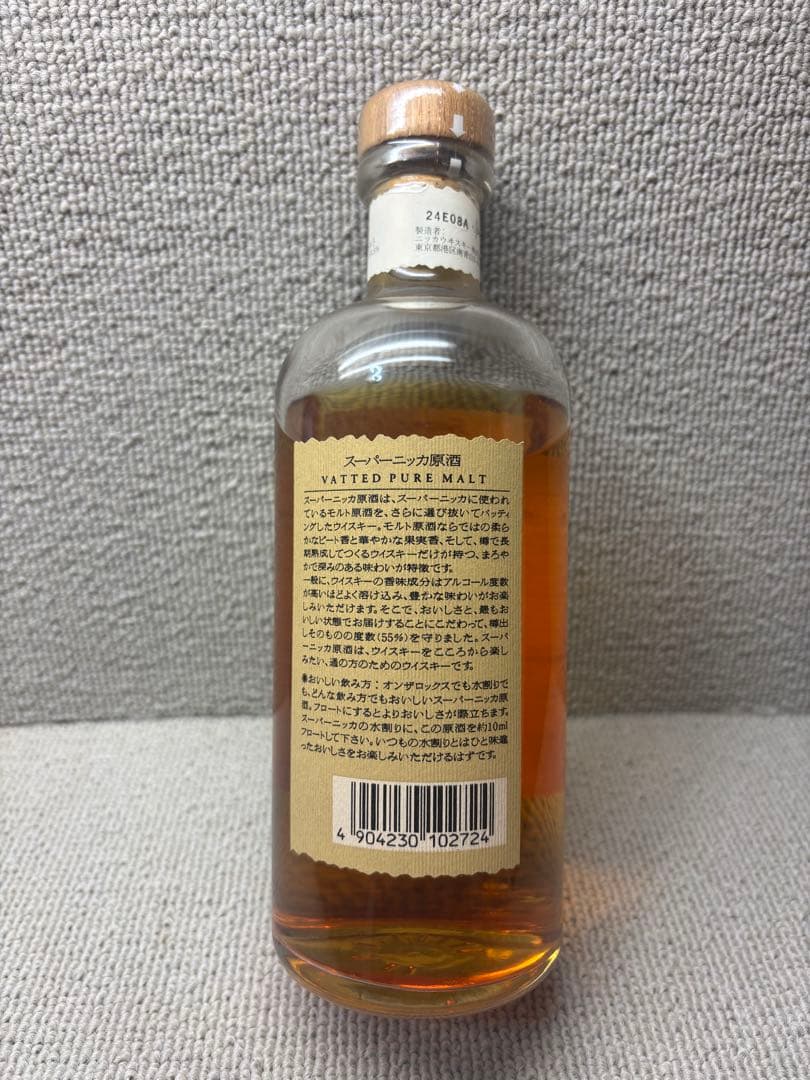 24E08A
製造者：
ニッカウヰスキー
東京都港区南青
スーパーニッカ原酒
VATTED PURE MALT
スーパーニッカ原酒は、スーパーニッカに使われ
ているモルト原酒を、さらに選び抜いてバッティ
ングしたウイスキー。モルト原酒ならではの柔ら
かなピート香と華やかな果実香、そして、樽で長
期熟成してつくるウイスキーだけが持つ、まろや
かで深みのある味わいが特徴です。
一般に、ウイスキーの香味成分はアルコール度数
が高いほどよく溶け込み、豊かな味わいがお楽
しみいただけます。そこで、おいしさと、最もお
いしい状態でお届けすることにこだわって、樽出
しそのものの度数(55%)を守りました。スーパ
ーニッカ原酒は、ウイスキーをこころから楽し
みたい、通の方のためのウイスキーです。
◉おいしい飲み方：オンザロックスでも水割りで
も、どんな飲み方でもおいしいスーパーニッカ原
酒。フロートにするとよりおいしさが際立ちます。
スーパーニッカの水割りに、この原酒を約10ml
フロートして下さい。いつもの水割りとはひと味違
ったおいしさをお楽しみいただけるはずです。
4 904230 102724